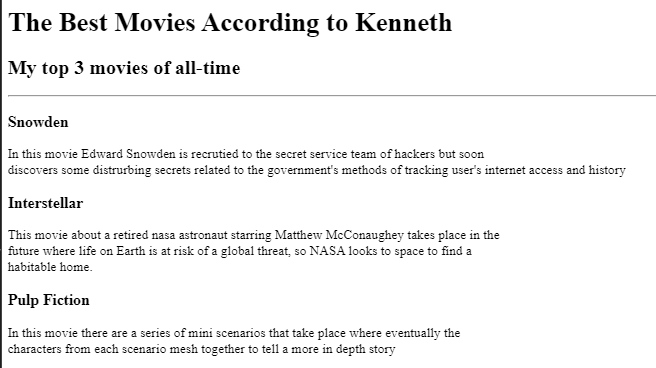 The Best Movies According to Kenneth
My top 3 movies of all-time
Snowden
In this movie Edward Snowden is recrutied to the secret service team of hackers but soon
discovers some distrurbing secrets related to the government's methods of tracking user's internet access and history
Interstellar
This movie about a retired nasa astronaut starring Matthew McConaughey takes place in the
future where life on Earth is at risk of a global threat, so NASA looks to space to find a
habitable home.
Pulp Fiction
In this movie there are a series of mini scenarios that take place where eventually the
characters from each scenario mesh together to tell a more in depth story